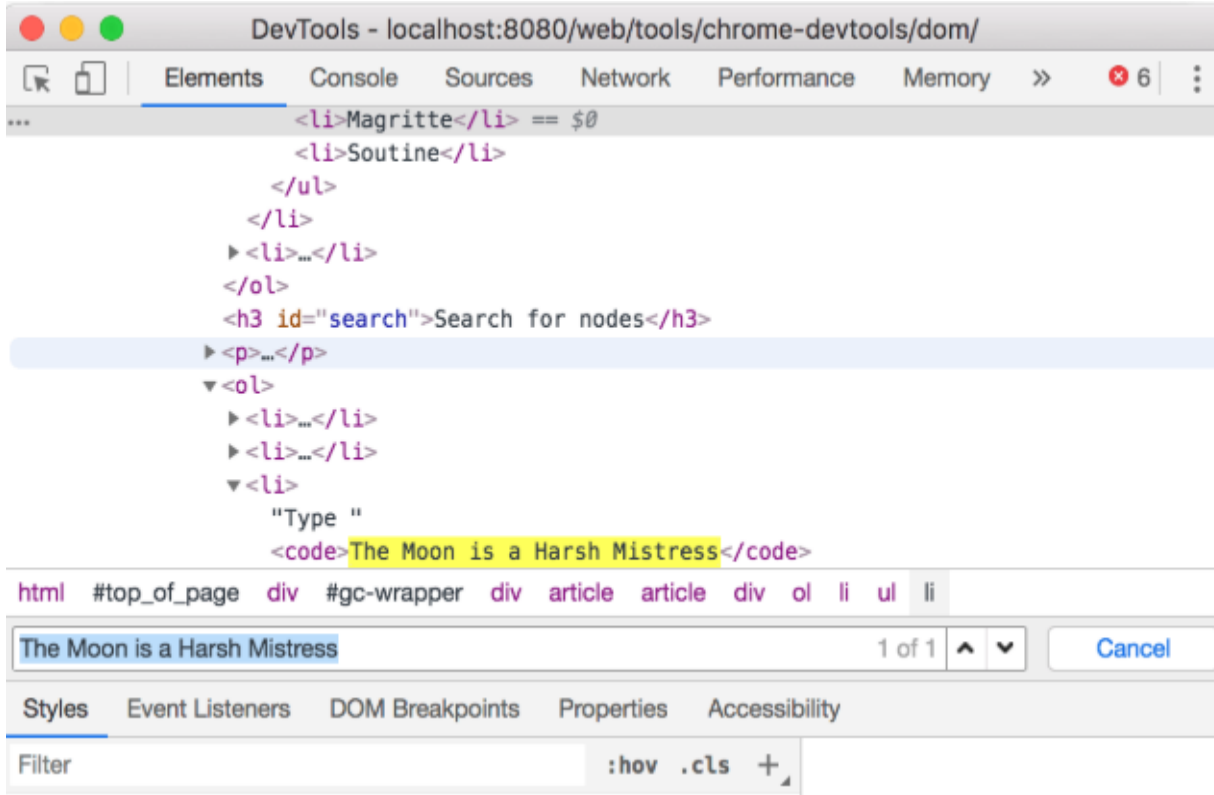 DevTools - localhost:8080/web/tools/chrome-devtools/dom/
Elements Console Sources Network Performance Memory » 6
… <li>Magritte</li> == $0
<li>Soutine</li>
</ul>
</li>
▶<li>…</li>
</ol>
<h3 id="search">Search for nodes</h3>
▶<p>…</p>
▼<ol>
▶<li>…</li>
▶<li>…</li>
▼<li>
"Type "
<code>The Moon is a Harsh Mistress</code>
html #top_of_page div #gc-wrapper div article article div ol li ul li
The Moon is a Harsh Mistress 1 of 1 Cancel
Styles Event Listeners DOM Breakpoints Properties Accessibility
Filter :hov .cls +